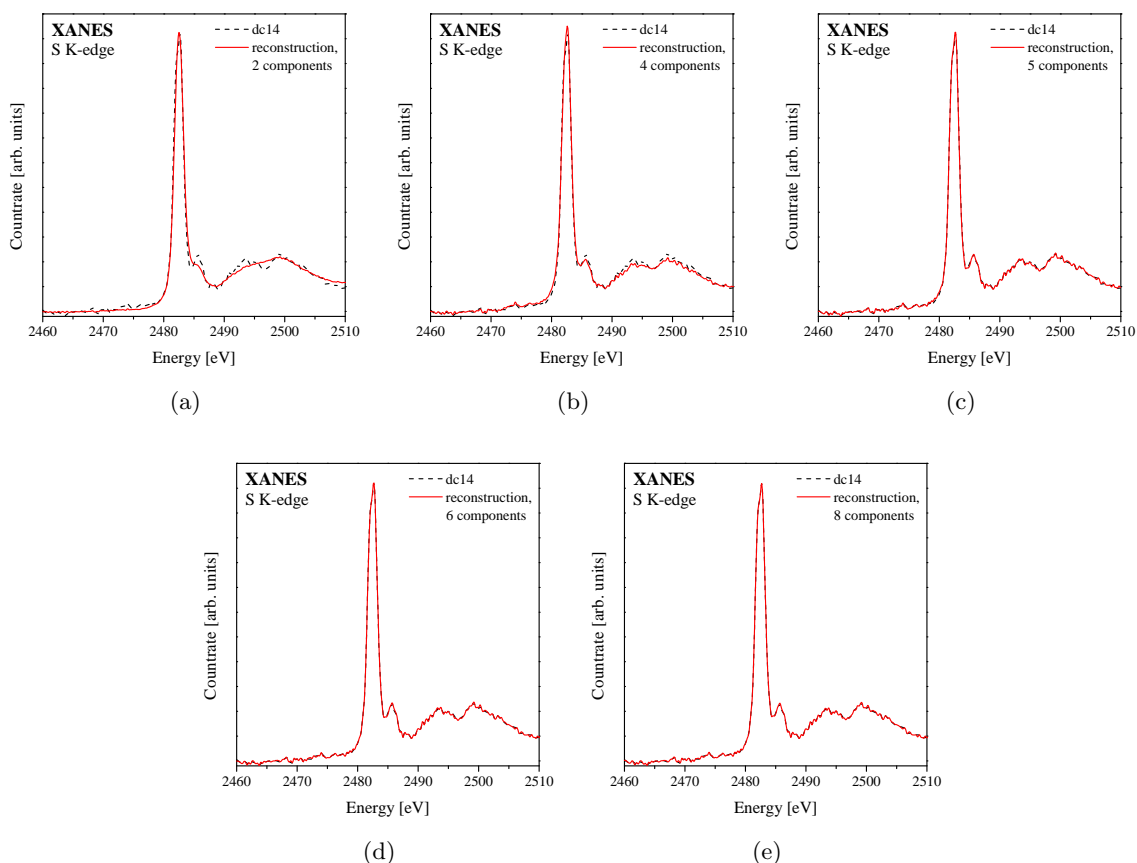 XANES
S K-edge
dc14
reconstruction,
2 components
Countrate [arb. units]
2460 2470 2480 2490 2500 2510
Energy [eV]
(a)
XANES
S K-edge
dc14
reconstruction,
4 components
Countrate [arb. units]
2460 2470 2480 2490 2500 2510
Energy [eV]
(b)
XANES
S K-edge
dc14
reconstruction,
5 components
Countrate [arb. units]
2460 2470 2480 2490 2500 2510
Energy [eV]
(c)
XANES
S K-edge
dc14
reconstruction,
6 components
Countrate [arb. units]
2460 2470 2480 2490 2500 2510
Energy [eV]
(d)
XANES
S K-edge
dc14
reconstruction,
8 components
Countrate [arb. units]
2460 2470 2480 2490 2500 2510
Energy [eV]
(e)